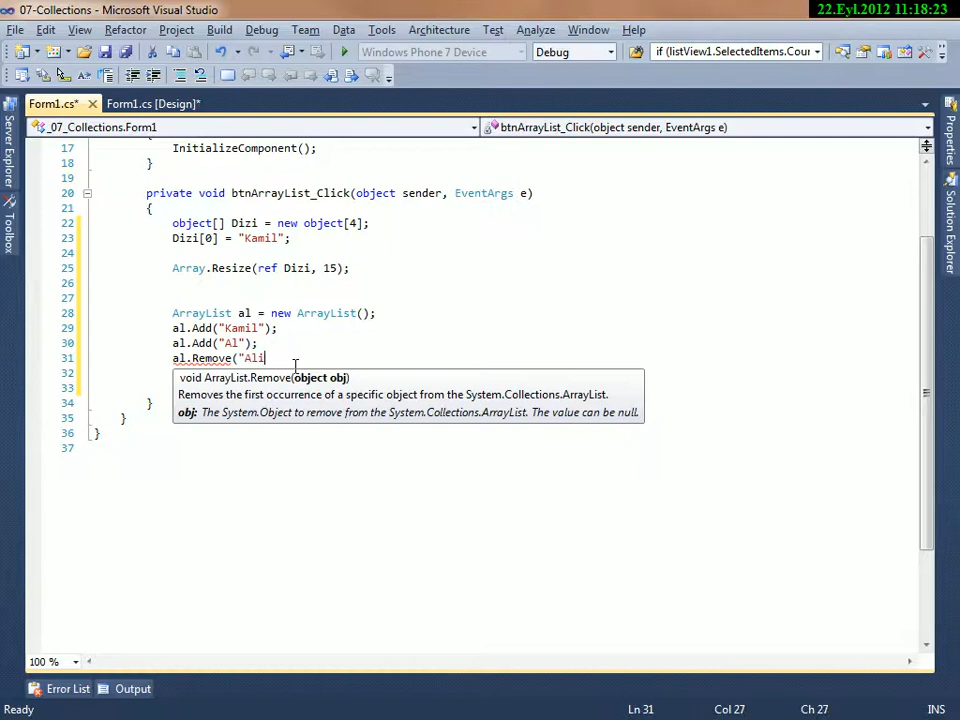 07-Collections - Microsoft Visual Studio
22.Eyl.2012 11:18:23
File Edit View Refactor Project Build Debug Team Data Tools Architecture Test Analyze Window Help
Windows Phone 7 Device Debug if (listView1.SelectedItems.Cour
Form1.cs* Form1.cs [Design]*
_07_Collections.Form1 btnArrayList_Click(object sender, EventArgs e)
Server Explorer
Toolbox
Properties
Solution Explorer
17 InitializeComponent();
18 }
19
20 private void btnArrayList_Click(object sender, EventArgs e)
21 {
22 object[] Dizi = new object[4];
23 Dizi[0] = "Kamil";
24
25 Array.Resize(ref Dizi, 15);
26
27
28 ArrayList al = new ArrayList();
29 al.Add("Kamil");
30 al.Add("Al");
31 al.Remove("Ali
32 void ArrayList.Remove(object obj)
Removes the first occurrence of a specific object from the System.Collections.ArrayList.
33 obj: The System.Object to remove from the System.Collections.ArrayList. The value can be null.
34 }
35 }
36 }
37
100 %
Error List Output
Ready Ln 31 Col 27 Ch 27 INS